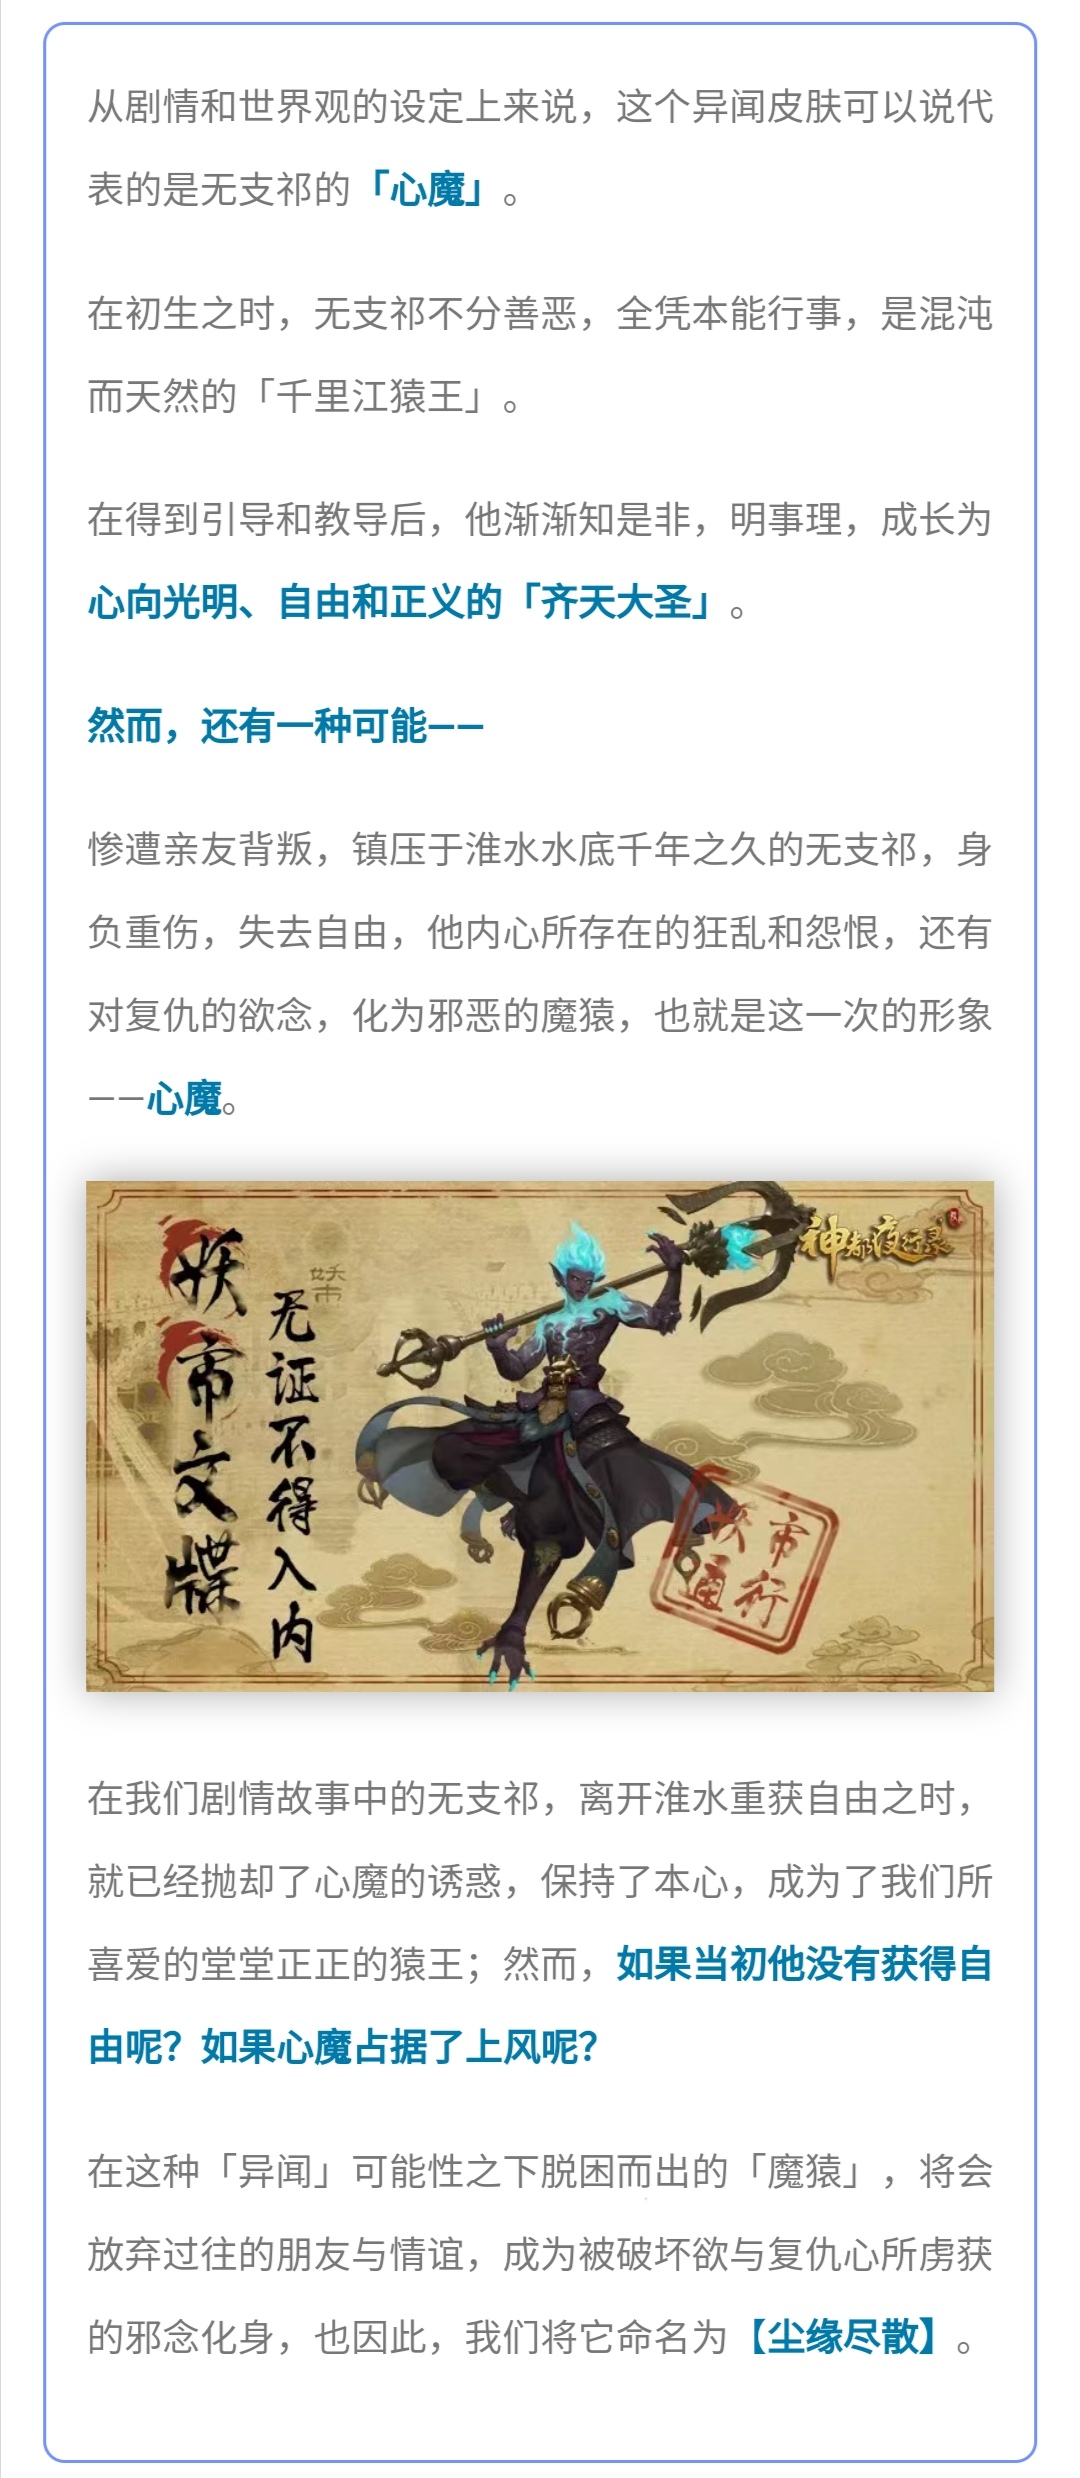 从剧情和世界观的设定上来说，这个异闻皮肤可以说代
表的是无支祁的「心魔」。
在初生之时，无支祁不分善恶，全凭本能行事，是混沌
而天然的「千里江猿王」。
在得到引导和教导后，他渐渐知是非，明事理，成长为
心向光明、自由和正义的「齐天大圣」。
然而，还有一种可能——
惨遭亲友背叛，镇压于淮水水底千年之久的无支祁，身
负重伤，失去自由，他内心所存在的狂乱和怨恨，还有
对复仇的欲念，化为邪恶的魔猿，也就是这一次的形象
——心魔。
妖市文牒
无证不得入内
妖市
神都夜行录
妖市通行
在我们剧情故事中的无支祁，离开淮水重获自由之时，
就已经抛却了心魔的诱惑，保持了本心，成为了我们所
喜爱的堂堂正正的猿王；然而，如果当初他没有获得自
由呢？如果心魔占据了上风呢？
在这种「异闻」可能性之下脱困而出的「魔猿」，将会
放弃过往的朋友与情谊，成为被破坏欲与复仇心所虏获
的邪念化身，也因此，我们将它命名为【尘缘尽散】。